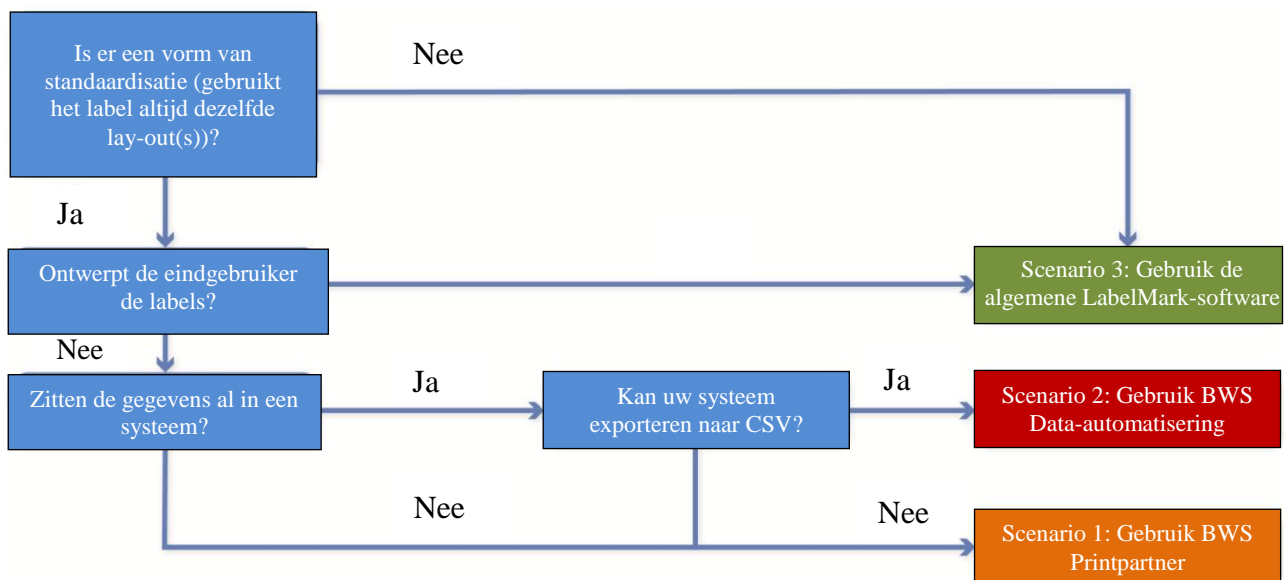 Is er een vorm van
standaardisatie (gebruikt
het label altijd dezelfde
lay-out(s))?
Nee
Ja
Ontwerpt de eindgebruiker
de labels?
Scenario 3: Gebruik de
algemene LabelMark-software
Nee
Zitten de gegevens al in een
systeem?
Ja
Kan uw systeem
exporteren naar CSV?
Ja
Scenario 2: Gebruik BWS
Data-automatisering
Nee
Nee
Scenario 1: Gebruik BWS
Printpartner